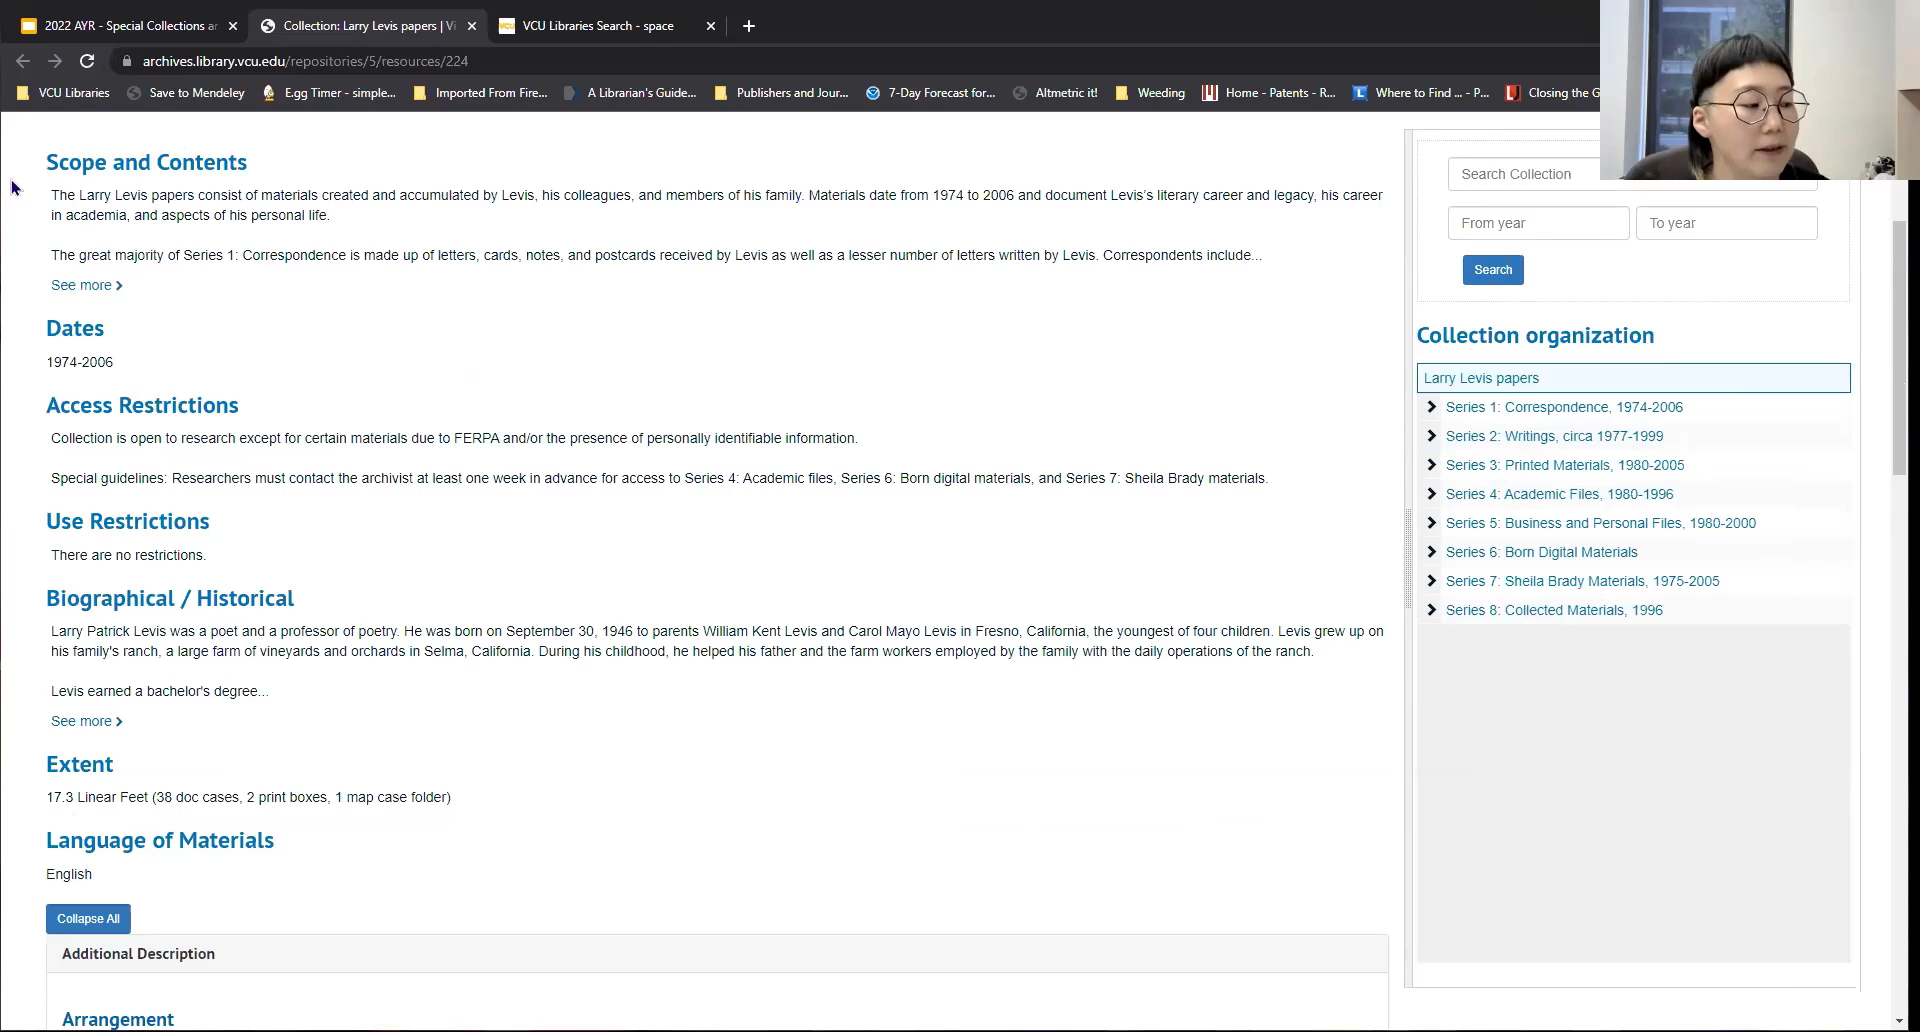 2022 AYR - Special Collections ar
Collection: Larry Levis papers | Vi
VCU Libraries Search - space
archives.library.vcu.edu/repositories/5/resources/224
VCU Libraries
Save to Mendeley
E.gg Timer - simple...
Imported From Fire...
A Librarian's Guide...
Publishers and Jour...
7-Day Forecast for...
Altmetric it!
Weeding
Home - Patents - R...
Where to Find ... - P...
Closing the G
Scope and Contents
The Larry Levis papers consist of materials created and accumulated by Levis, his colleagues, and members of his family. Materials date from 1974 to 2006 and document Levis's literary career and legacy, his career
in academia, and aspects of his personal life.
The great majority of Series 1: Correspondence is made up of letters, cards, notes, and postcards received by Levis as well as a lesser number of letters written by Levis. Correspondents include...
See more
Dates
1974-2006
Access Restrictions
Collection is open to research except for certain materials due to FERPA and/or the presence of personally identifiable information.
Special guidelines: Researchers must contact the archivist at least one week in advance for access to Series 4: Academic files, Series 6: Born digital materials, and Series 7: Sheila Brady materials.
Use Restrictions
There are no restrictions.
Biographical / Historical
Larry Patrick Levis was a poet and a professor of poetry. He was born on September 30, 1946 to parents William Kent Levis and Carol Mayo Levis in Fresno, California, the youngest of four children. Levis grew up on
his family's ranch, a large farm of vineyards and orchards in Selma, California. During his childhood, he helped his father and the farm workers employed by the family with the daily operations of the ranch.
Levis earned a bachelor's degree...
See more
Extent
17.3 Linear Feet (38 doc cases, 2 print boxes, 1 map case folder)
Language of Materials
English
Collapse All
Additional Description
Arrangement
Search Collection
From year
To year
Search
Collection organization
Larry Levis papers
Series 1: Correspondence, 1974-2006
Series 2: Writings, circa 1977-1999
Series 3: Printed Materials, 1980-2005
Series 4: Academic Files, 1980-1996
Series 5: Business and Personal Files, 1980-2000
Series 6: Born Digital Materials
Series 7: Sheila Brady Materials, 1975-2005
Series 8: Collected Materials, 1996